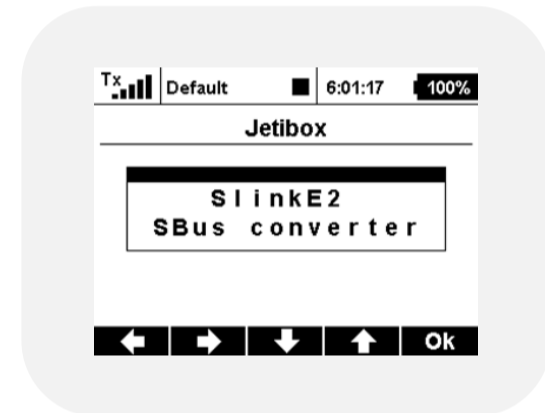 Tx Default 6:01:17 100%
Jetibox
SlinkE2
SBus converter
Ok